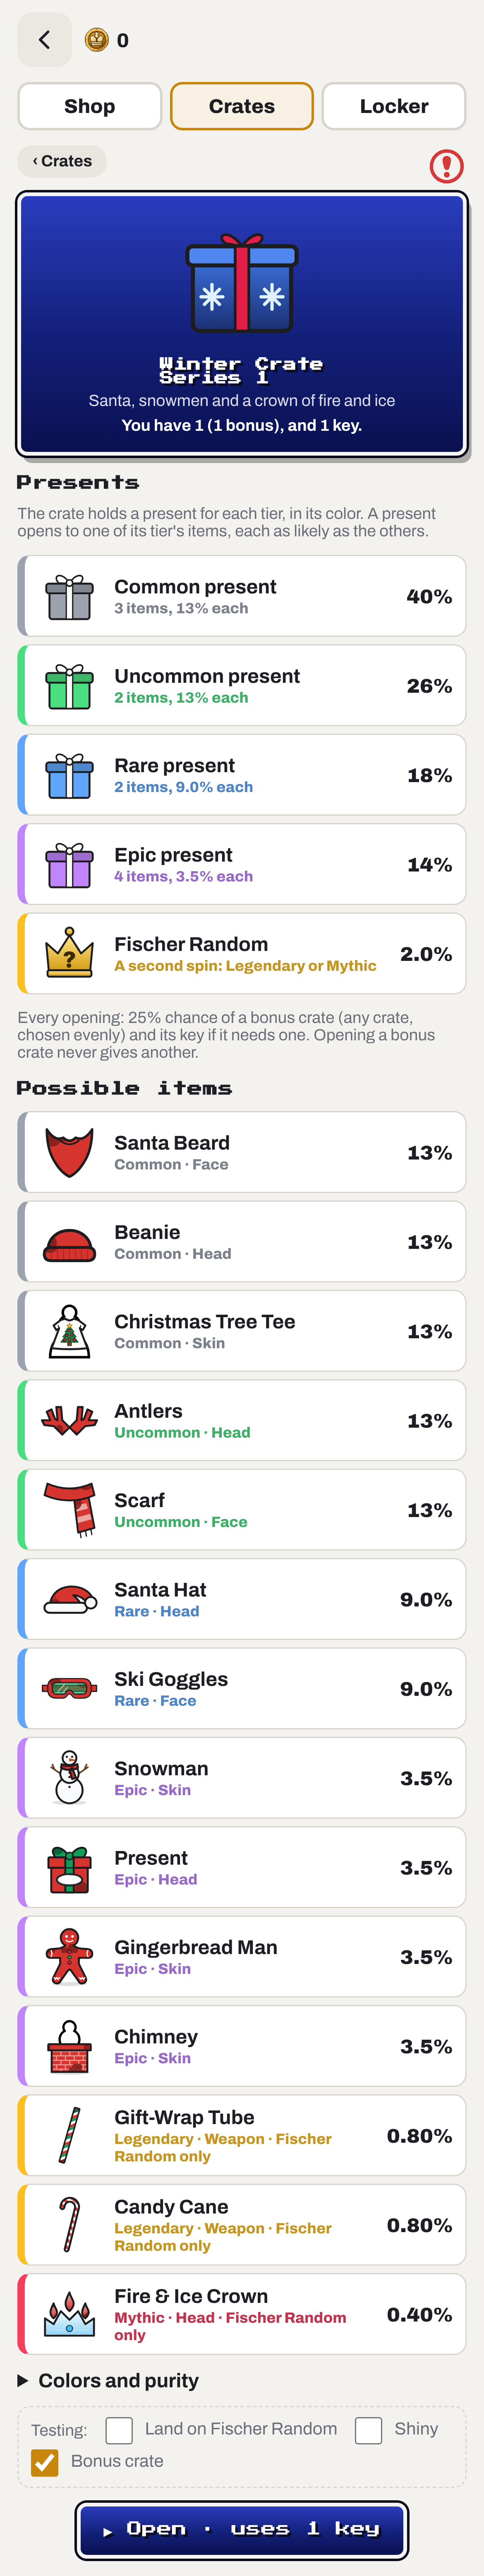 0
Shop
Crates
Locker
‹ Crates
Winter Crate
Series 1
Santa, snowmen and a crown of fire and ice
You have 1 (1 bonus), and 1 key.
Presents
The crate holds a present for each tier, in its color. A present
opens to one of its tier's items, each as likely as the others.
Common present
3 items, 13% each
40%
Uncommon present
2 items, 13% each
26%
Rare present
2 items, 9.0% each
18%
Epic present
4 items, 3.5% each
14%
?
Fischer Random
A second spin: Legendary or Mythic
2.0%
Every opening: 25% chance of a bonus crate (any crate,
chosen evenly) and its key if it needs one. Opening a bonus
crate never gives another.
Possible items
Santa Beard
Common · Face
13%
Beanie
Common · Head
13%
Christmas Tree Tee
Common · Skin
13%
Antlers
Uncommon · Head
13%
Scarf
Uncommon · Face
13%
Santa Hat
Rare · Head
9.0%
Ski Goggles
Rare · Face
9.0%
Snowman
Epic · Skin
3.5%
Present
Epic · Head
3.5%
Gingerbread Man
Epic · Skin
3.5%
Chimney
Epic · Skin
3.5%
Gift-Wrap Tube
Legendary · Weapon · Fischer
Random only
0.80%
Candy Cane
Legendary · Weapon · Fischer
Random only
0.80%
Fire & Ice Crown
Mythic · Head · Fischer Random
only
0.40%
Colors and purity
Testing: Land on Fischer Random Shiny
Bonus crate
Open · uses 1 key